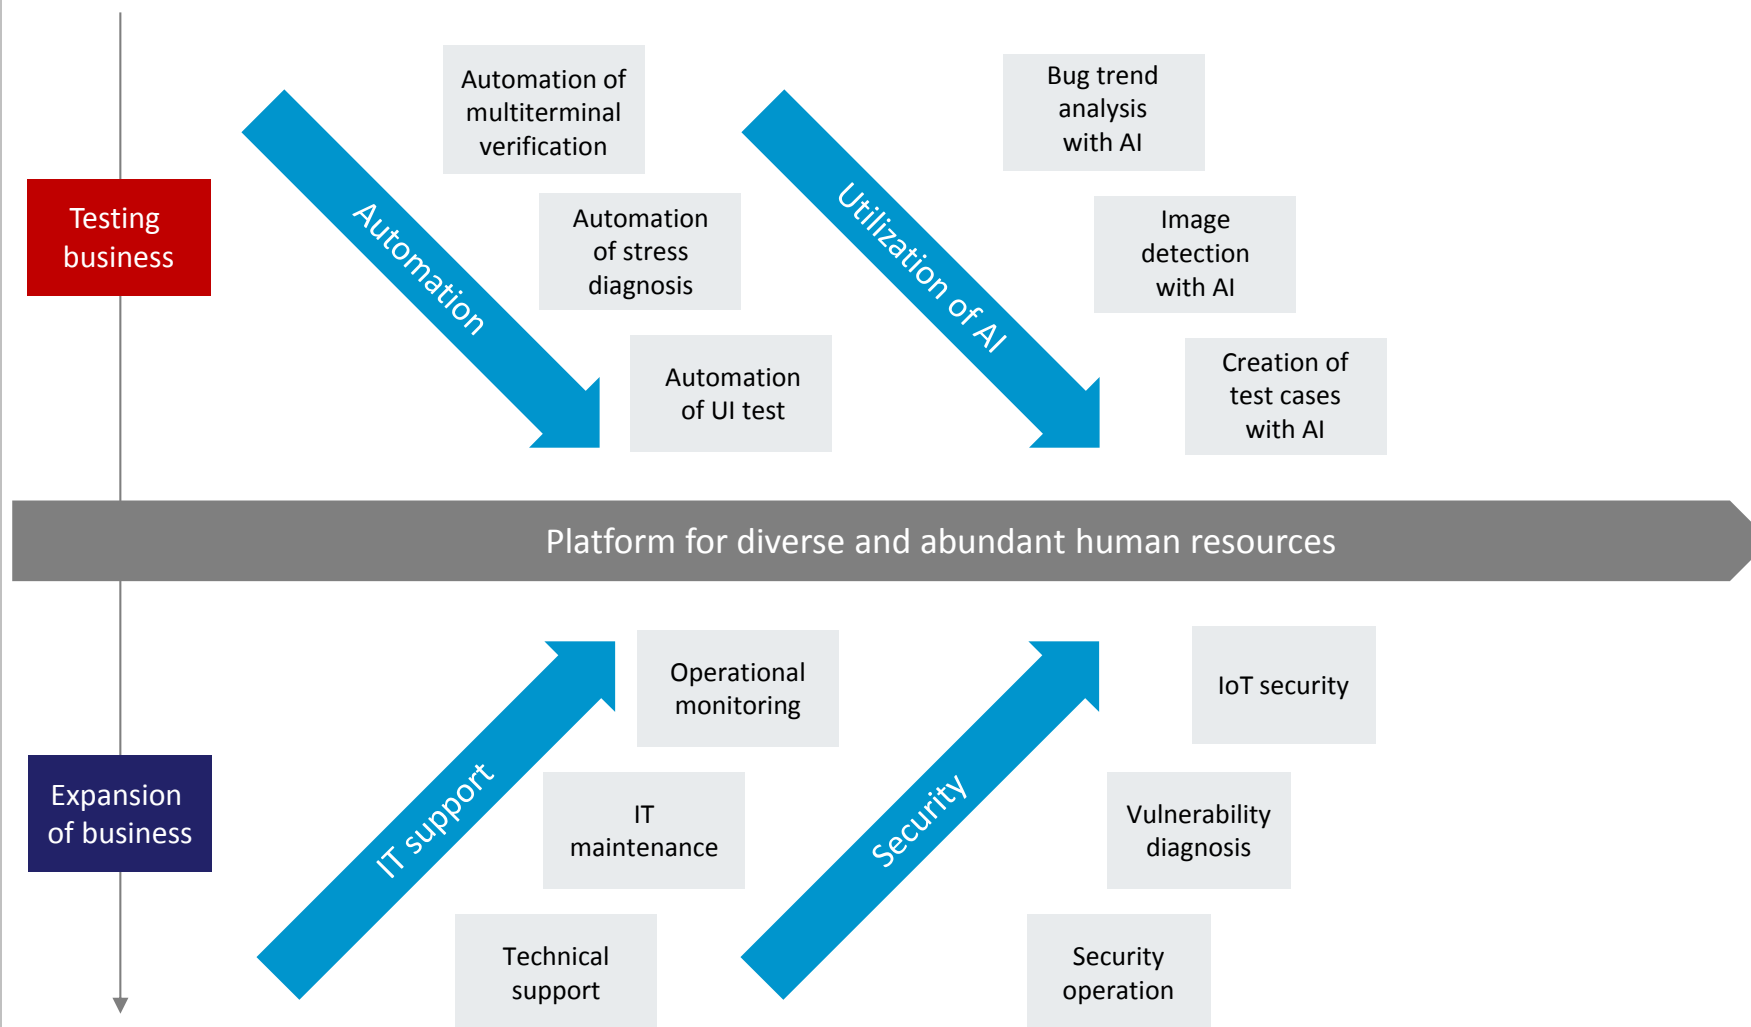 Automation of
multiterminal
verification
Bug trend
analysis
with AI
Testing
business
Automation
Automation
of stress
diagnosis
Utilization of AI
Image
detection
with AI
Automation
of UI test
Creation of
test cases
with AI
Platform for diverse and abundant human resources
Operational
monitoring
IoT security
Expansion
of business
IT support
IT
maintenance
Security
Vulnerability
diagnosis
Technical
support
Security
operation